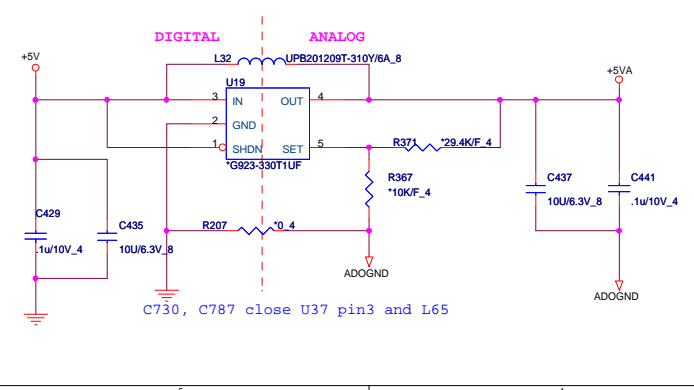 DIGITAL
ANALOG
+5V
L32
UPB201209T-310Y/6A_8
+5VA
U19
3
IN
OUT
4
2
GND
1
SHDN
SET
5
R371
*29.4K/F_4
*G923-330T1UF
R367
*10K/F_4
C437
10U/6.3V_8
C441
.1u/10V_4
C429
.1u/10V_4
C435
10U/6.3V_8
R207
*0_4
ADOGND
ADOGND
C730, C787 close U37 pin3 and L65